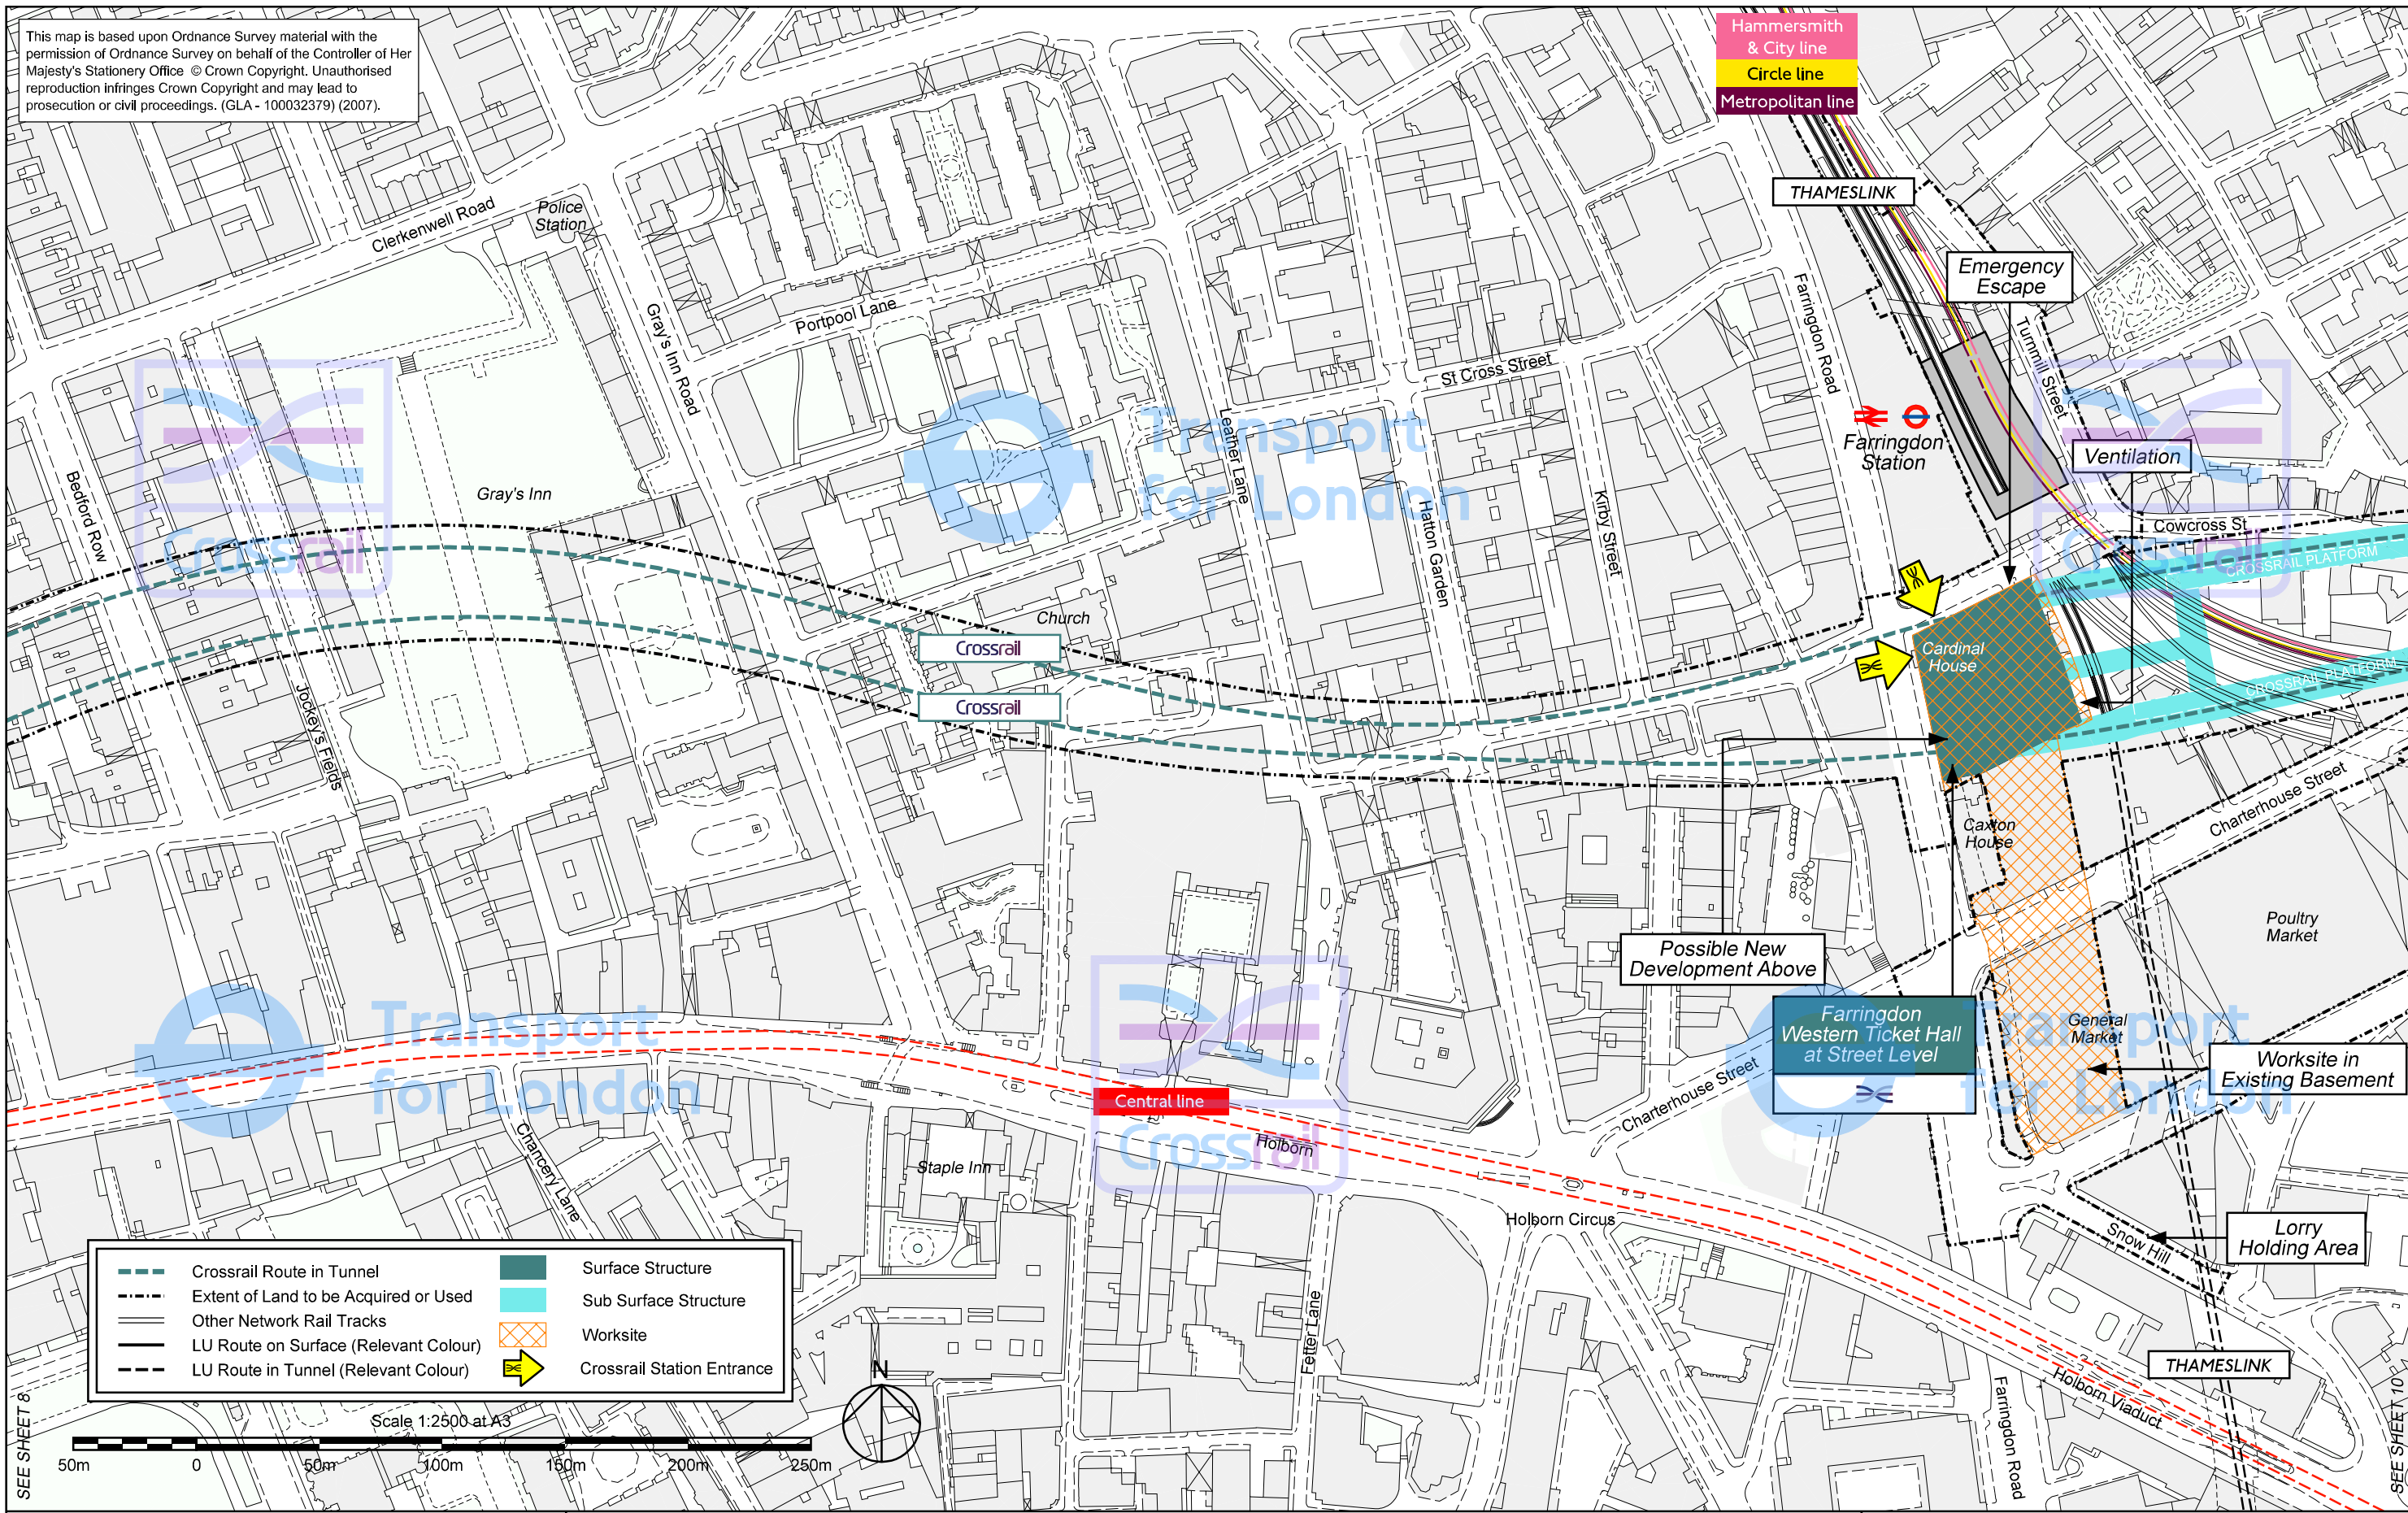 This map is based upon Ordnance Survey material with the
permission of Ordnance Survey on behalf of the Controller of Her
Majesty's Stationery Office © Crown Copyright. Unauthorised
reproduction infringes Crown Copyright and may lead to
prosecution or civil proceedings. (GLA - 100032379) (2007).
Hammersmith
& City line
Circle line
Metropolitan line
THAMESLINK
Clerkenwell Road
Police
Station
Gray's Inn Road
Portpool Lane
Farringdon Road
Emergency
Escape
Turnmill Street
St Cross Street
Leather Lane
Transport
for London
Farringdon
Station
Ventilation
Bedford Row
Gray's Inn
Hatton Garden
Kirby Street
Cowcross St
Crossrail
Crossrail
CROSSRAIL PLATFORM
Church
Crossrail
Crossrail
Cardinal
House
CROSSRAIL PLATFORM
Jockey's Fields
Caxton
House
Charterhouse Street
Poultry
Market
Possible New
Development Above
Farringdon
Western Ticket Hall
at Street Level
General
Market
Transport
for London
Transport
for London
Worksite in
Existing Basement
Central line
Charterhouse Street
Holborn
Crossrail
Chancery Lane
Staple Inn
Holborn Circus
Snow Hill
Lorry
Holding Area
Fetter Lane
THAMESLINK
Holborn Viaduct
Farringdon Road
Crossrail Route in Tunnel
Extent of Land to be Acquired or Used
Other Network Rail Tracks
LU Route on Surface (Relevant Colour)
LU Route in Tunnel (Relevant Colour)
Surface Structure
Sub Surface Structure
Worksite
Crossrail Station Entrance
N
Scale 1:2500 at A3
50m 0 50m 100m 150m 200m 250m
SEE SHEET 8
SEE SHEET 10